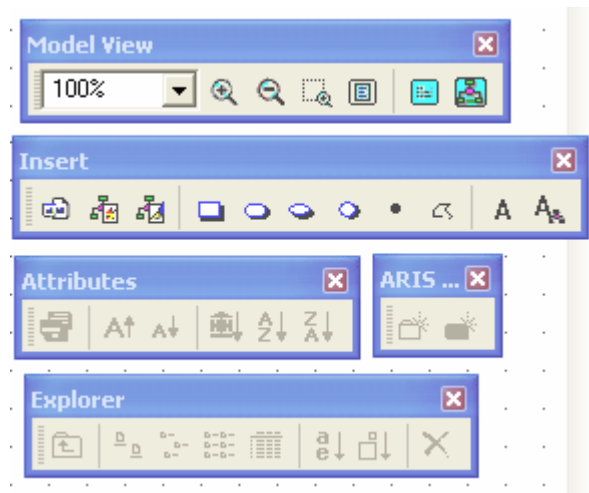 Model View
100%
Insert
A A
Attributes
ARIS ...
A A A Z Z A
Explorer
a e